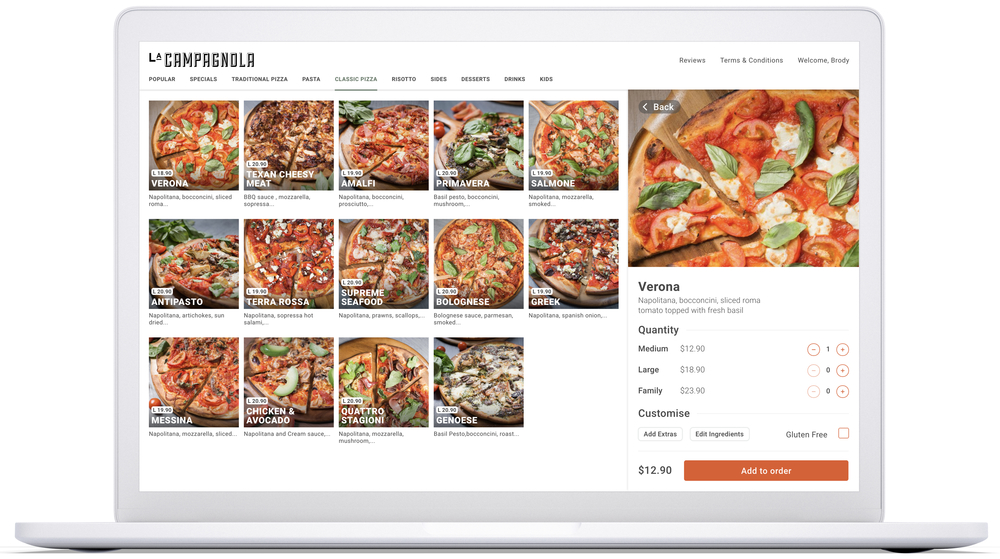 LA CAMPAGNOLA
Reviews Terms & Conditions Welcome, Brody
POPULAR SPECIALS TRADITIONAL PIZZA PASTA CLASSIC PIZZA RISOTTO SIDES DESSERTS DRINKS KIDS
Back
L 18.90
VERONA
Napolitana, bocconcini, sliced
roma...
L 20.90
TEXAN CHEESY
MEAT
BBQ sauce , mozzarella,
sopressa...
L 19.90
AMALFI
Napolitana, bocconcini,
prosciutto,...
L 20.90
PRIMAVERA
Basil pesto, bocconcini,
mushroom,...
L 19.90
SALMONE
Napolitana, mozzarella,
smoked...
L 20.90
ANTIPASTO
Napolitana, artichokes, sun
dried...
L 19.90
TERRA ROSSA
Napolitana, sopressa hot
salami,...
L 20.90
SUPREME
SEAFOOD
Napolitana, prawns, scallops,...
L 20.90
BOLOGNESE
Bolognese sauce, parmesan,
smoked...
L 19.90
GREEK
Napolitana, spanish onion,...
L 19.90
MESSINA
Napolitana, mozzarella, sliced...
L 20.90
CHICKEN &
AVOCADO
Napolitana and Cream sauce,...
L 20.90
QUATTRO
STAGIONI
Napolitana, mozzarella,
mushroom,...
L 20.90
GENOESE
Basil Pesto,bocconcini, roast...
Verona
Napolitana, bocconcini, sliced roma
tomato topped with fresh basil
Quantity
Medium $12.90 − 1 +
Large $18.90 − 0 +
Family $23.90 − 0 +
Customise
Add Extras Edit Ingredients Gluten Free
$12.90 Add to order